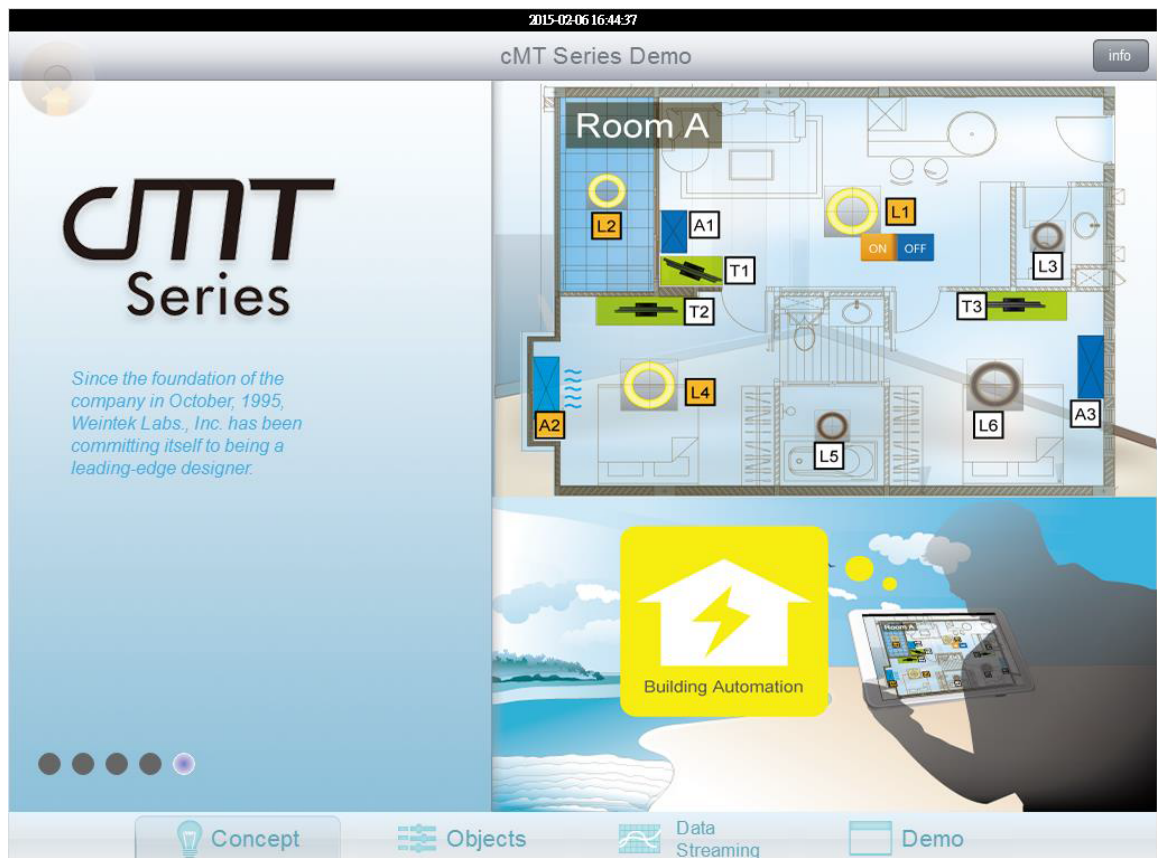 2015-02-06 16:44:37
cMT Series Demo
info
cMT
Series
Since the foundation of the
company in October, 1995,
Weintek Labs., Inc. has been
committing itself to being a
leading-edge designer.
Room A
L2
A1
L1
ON OFF
T1
L3
T2
T3
A2
L4
L5
L6
A3
Building Automation
Room A
Concept
Objects
Data
Streaming
Demo